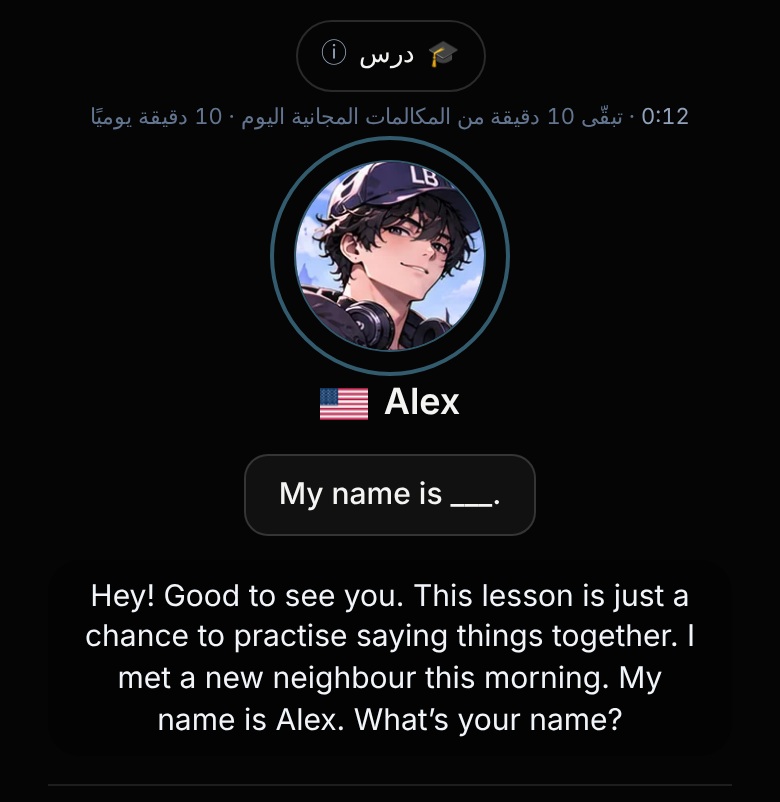 درس
0:12 · تبقّى 10 دقيقة من المكالمات المجانية اليوم · 10 دقيقة يوميًا
LB
Alex
My name is ___.
Hey! Good to see you. This lesson is just a
chance to practise saying things together. I
met a new neighbour this morning. My
name is Alex. What’s your name?